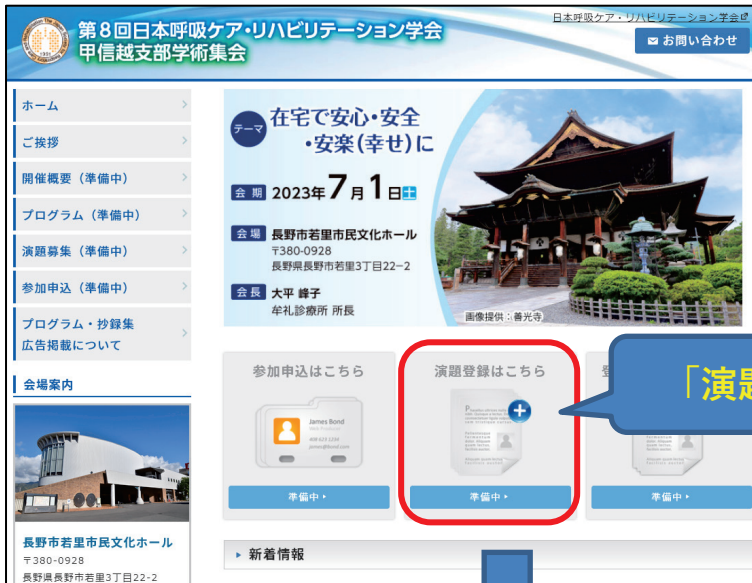 第8回日本呼吸ケア・リハビリテーション学会
甲信越支部学術集会
日本呼吸ケア・リハビリテーション学会
お問い合わせ
ホーム
ご挨拶
開催概要（準備中）
プログラム（準備中）
演題募集（準備中）
参加申込（準備中）
プログラム・抄録集
広告掲載について
会場案内
長野市若里市民文化ホール
〒380-0928
長野県長野市若里3丁目22-2
テーマ
在宅で安心・安全
・安楽(幸せ)に
会期 2023年7月1日土
会場 長野市若里市民文化ホール
〒380-0928
長野県長野市若里3丁目22−2
会長 大平 峰子
牟礼診療所 所長
画像提供：善光寺
参加申込はこちら
James Bond
準備中
演題登録はこちら
準備中
「演題
準備中
新着情報